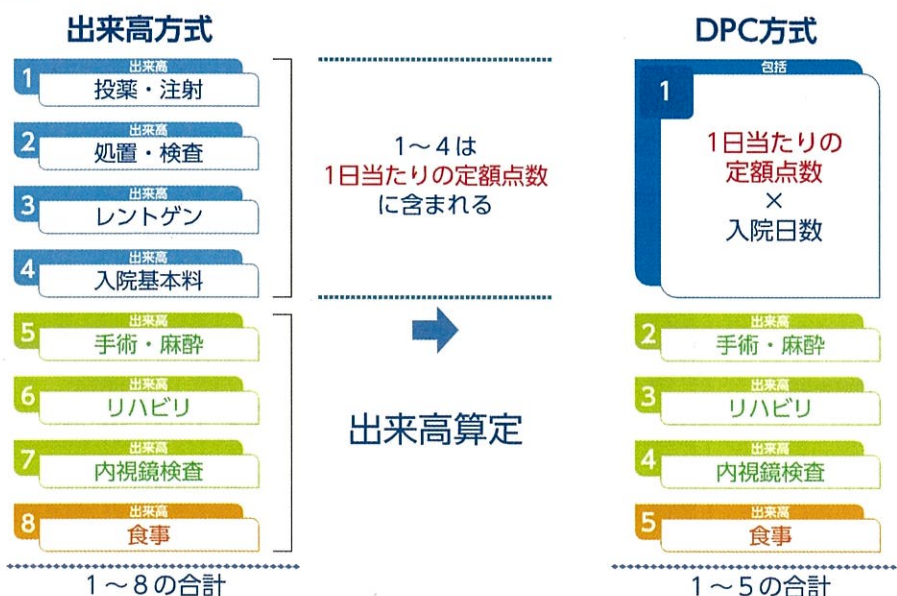 出来高方式
1
出来高
投薬・注射
2
出来高
処置・検査
3
出来高
レントゲン
4
出来高
入院基本料
5
出来高
手術・麻酔
6
出来高
リハビリ
7
出来高
内視鏡検査
8
出来高
食事
1～8の合計
1～4は
1日当たりの定額点数
に含まれる
出来高算定
DPC方式
包括
1
1日当たりの
定額点数
×
入院日数
2
出来高
手術・麻酔
3
出来高
リハビリ
4
出来高
内視鏡検査
5
出来高
食事
1～5の合計